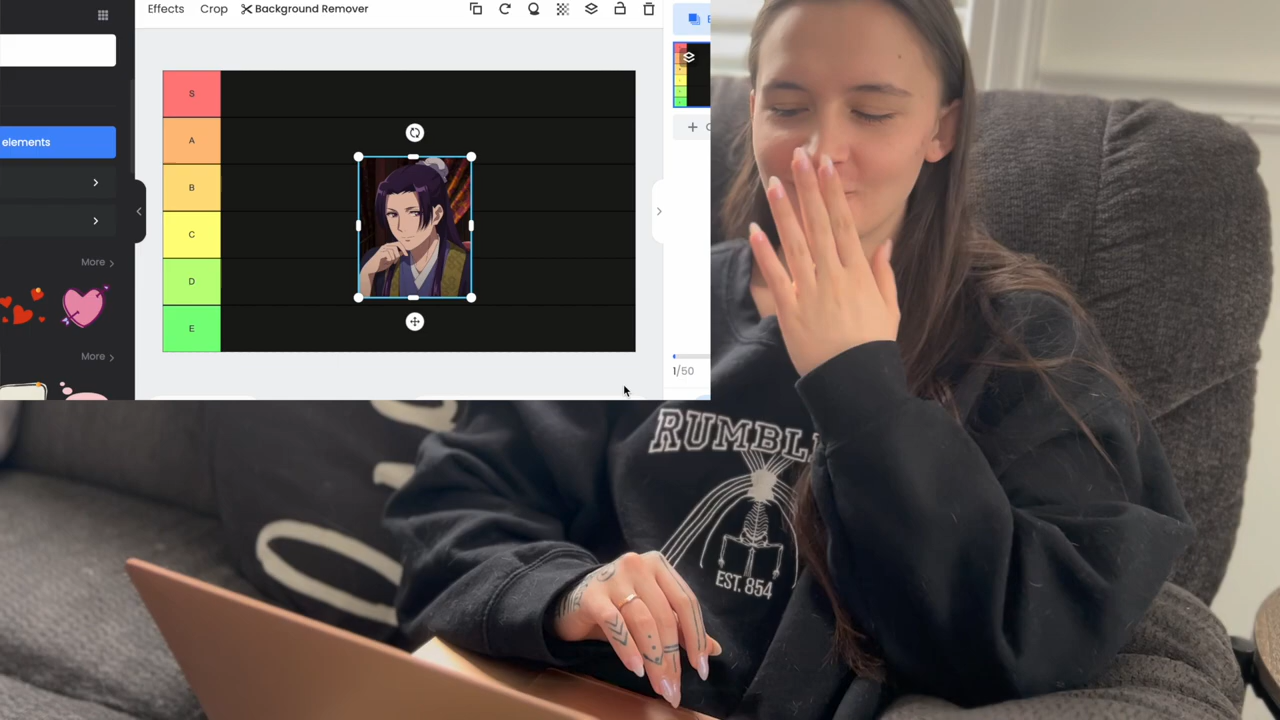 Effects Crop Background Remover
elements
More
More
S
A
B
C
D
E
1/50
RUMBL
EST. 854